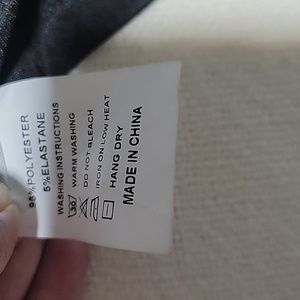 95%POLYESTER
5%ELASTANE
WASHING INSTRUCTIONS
30
WARM WASHING
DO NOT BLEACH
IRON ON LOW HEAT
HANG DRY
MADE IN CHINA